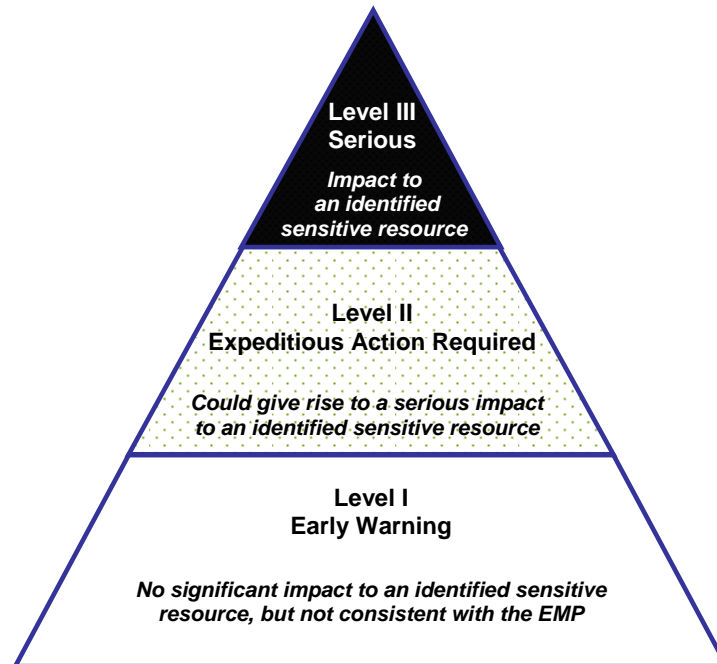 Level III
Serious
Impact to
an identified
sensitive resource
Level II
Expeditious Action Required
Could give rise to a serious impact
to an identified sensitive resource
Level I
Early Warning
No significant impact to an identified sensitive
resource, but not consistent with the EMP